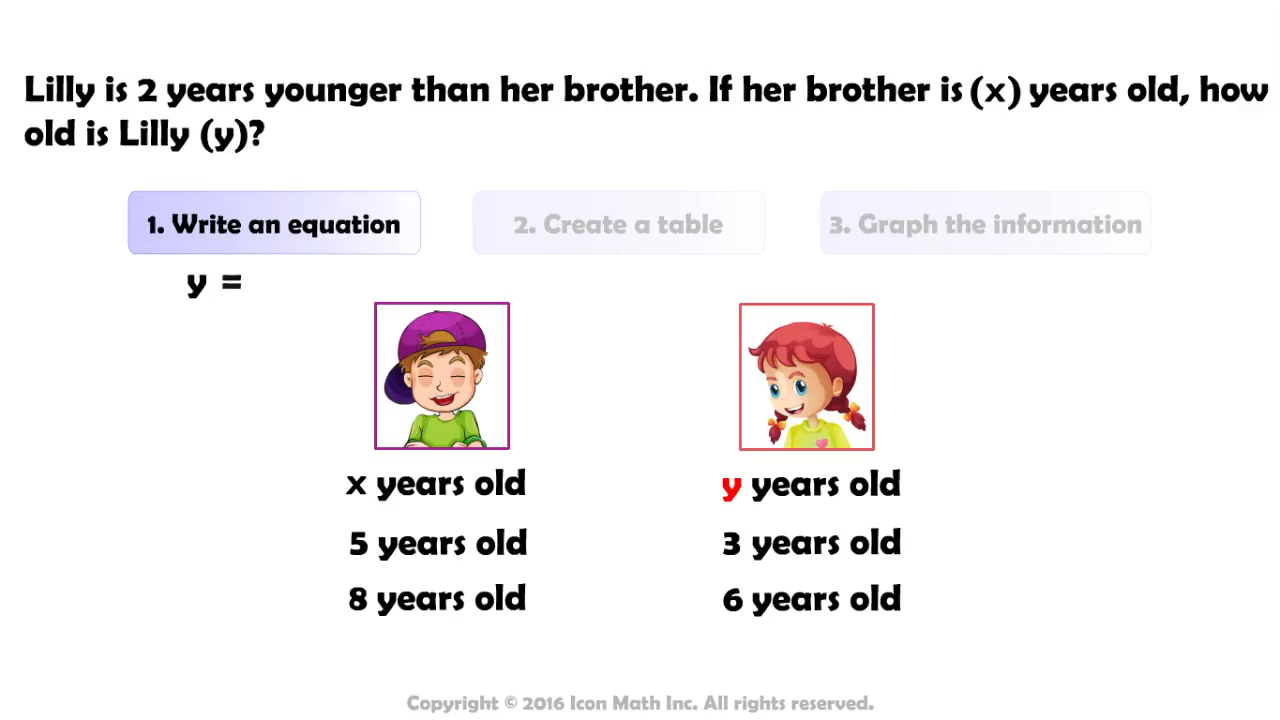 Lilly is 2 years younger than her brother. If her brother is (x) years old, how
old is Lilly (y)?
1. Write an equation
2. Create a table
3. Graph the information
y =
x years old
y years old
5 years old
3 years old
8 years old
6 years old
Copyright © 2016 Icon Math Inc. All rights reserved.